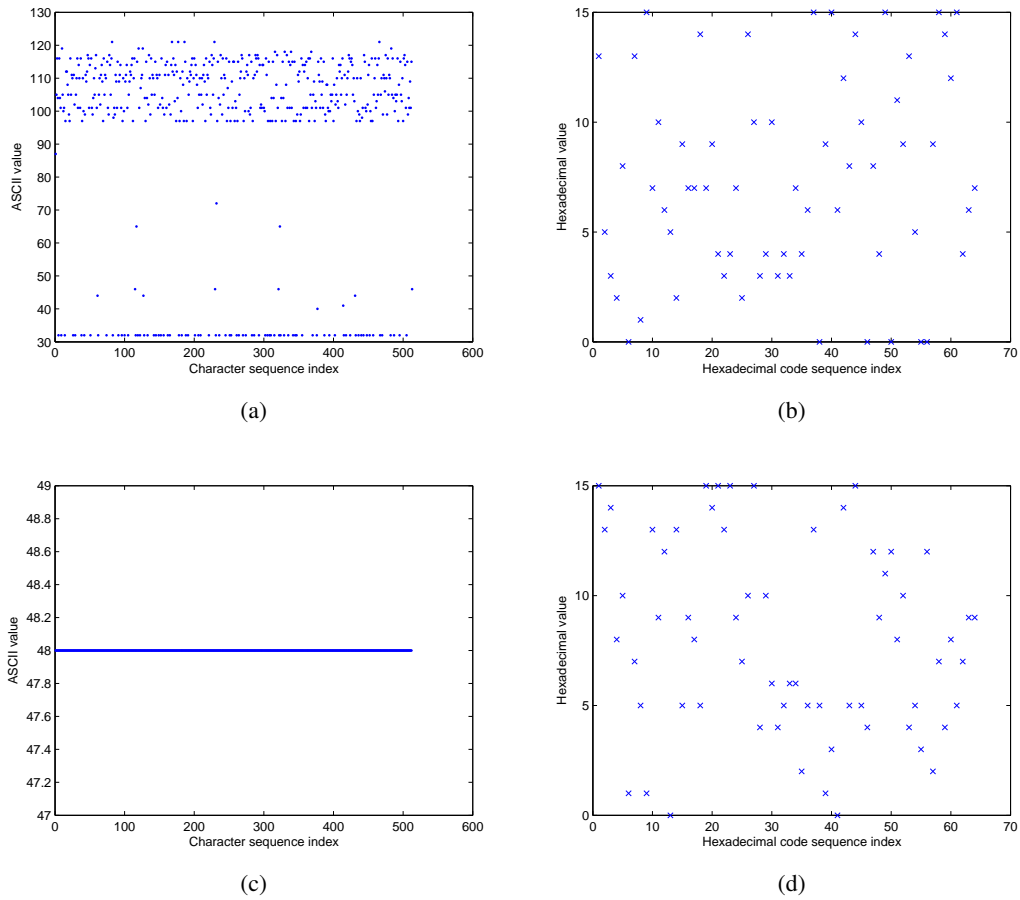 130
120
110
100
90
80
70
60
50
40
30
ASCII value
0 100 200 300 400 500 600
Character sequence index
(a)
15
10
5
0
Hexadecimal value
0 10 20 30 40 50 60 70
Hexadecimal code sequence index
(b)
49
48.8
48.6
48.4
48.2
48
47.8
47.6
47.4
47.2
47
ASCII value
0 100 200 300 400 500 600
Character sequence index
(c)
15
10
5
0
Hexadecimal value
0 10 20 30 40 50 60 70
Hexadecimal code sequence index
(d)